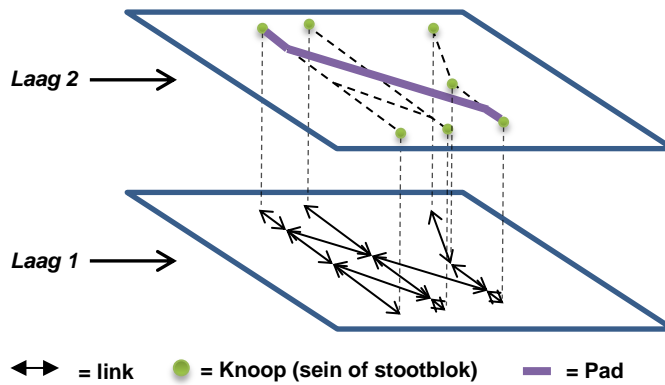 Laag 2
Laag 1
= link = Knoop (sein of stootblok) = Pad